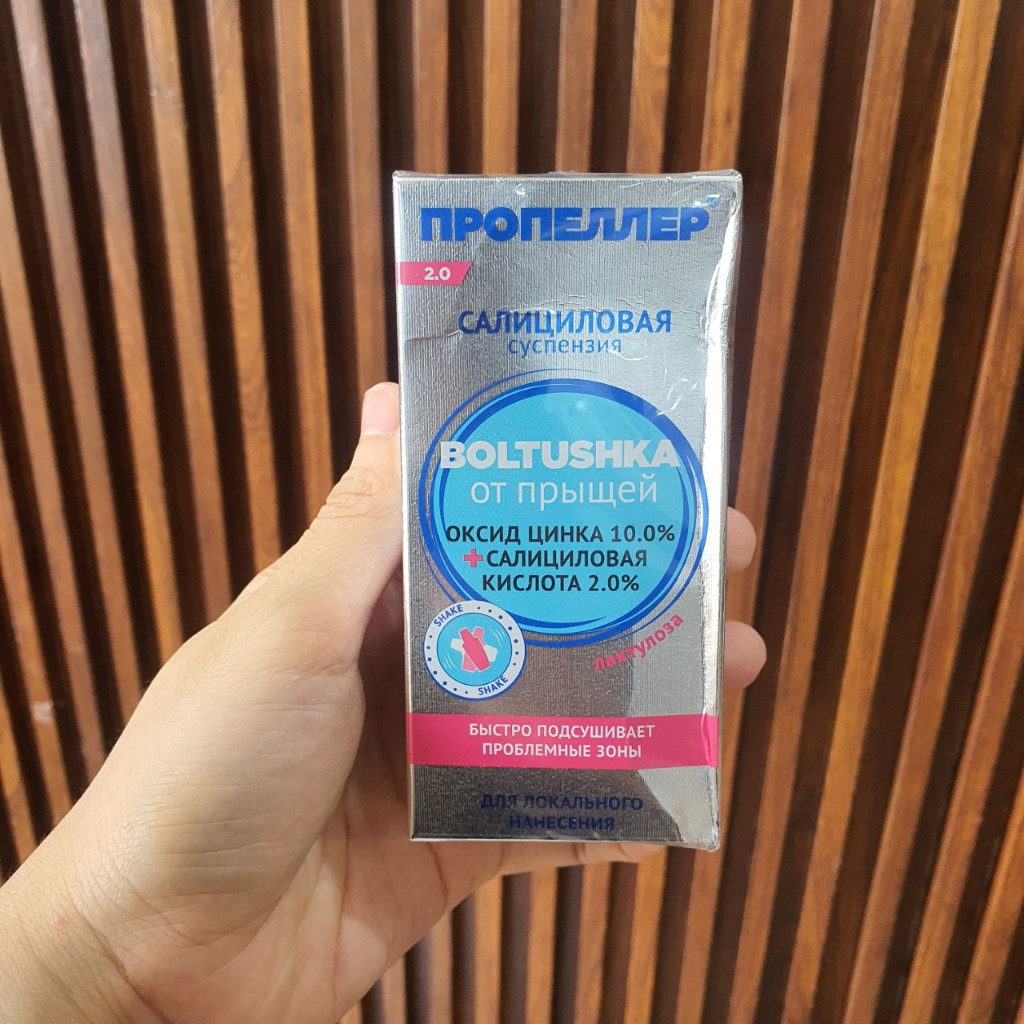 ПРОПЕЛЛЕР®
2.0
САЛИЦИЛОВАЯ
суспензия
BOLTUSHKA
от прыщей
ОКСИД ЦИНКА 10.0%
+САЛИЦИЛОВАЯ
КИСЛОТА 2.0%
лактулоза
SHAKE
SHAKE
БЫСТРО ПОДСУШИВАЕТ
ПРОБЛЕМНЫЕ ЗОНЫ
ДЛЯ ЛОКАЛЬНОГО
НАНЕСЕНИЯ